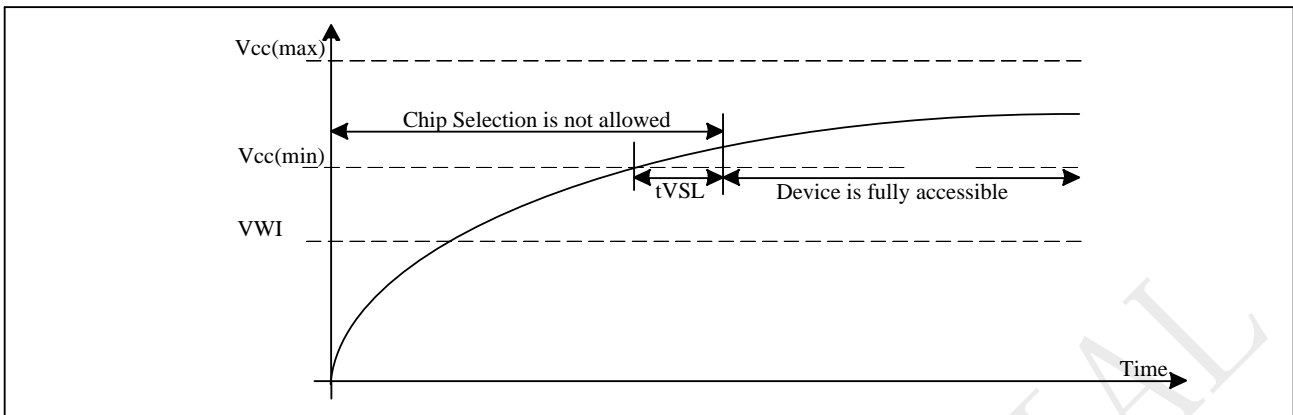 Vcc(max)
Chip Selection is not allowed
Vcc(min)
tVSL
Device is fully accessible
VWI
Time